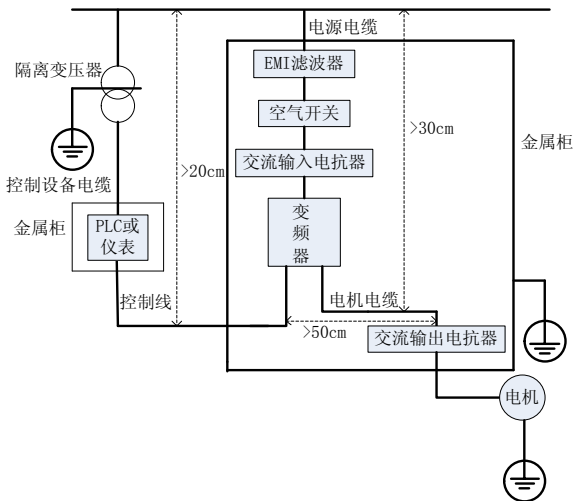 电源电缆
隔离变压器
EMI滤波器
空气开关
>30cm
金属柜
交流输入电抗器
>20cm
控制设备电缆
金属柜
PLC或
仪表
变
频
器
控制线
电机电缆
>50cm
交流输出电抗器
电机